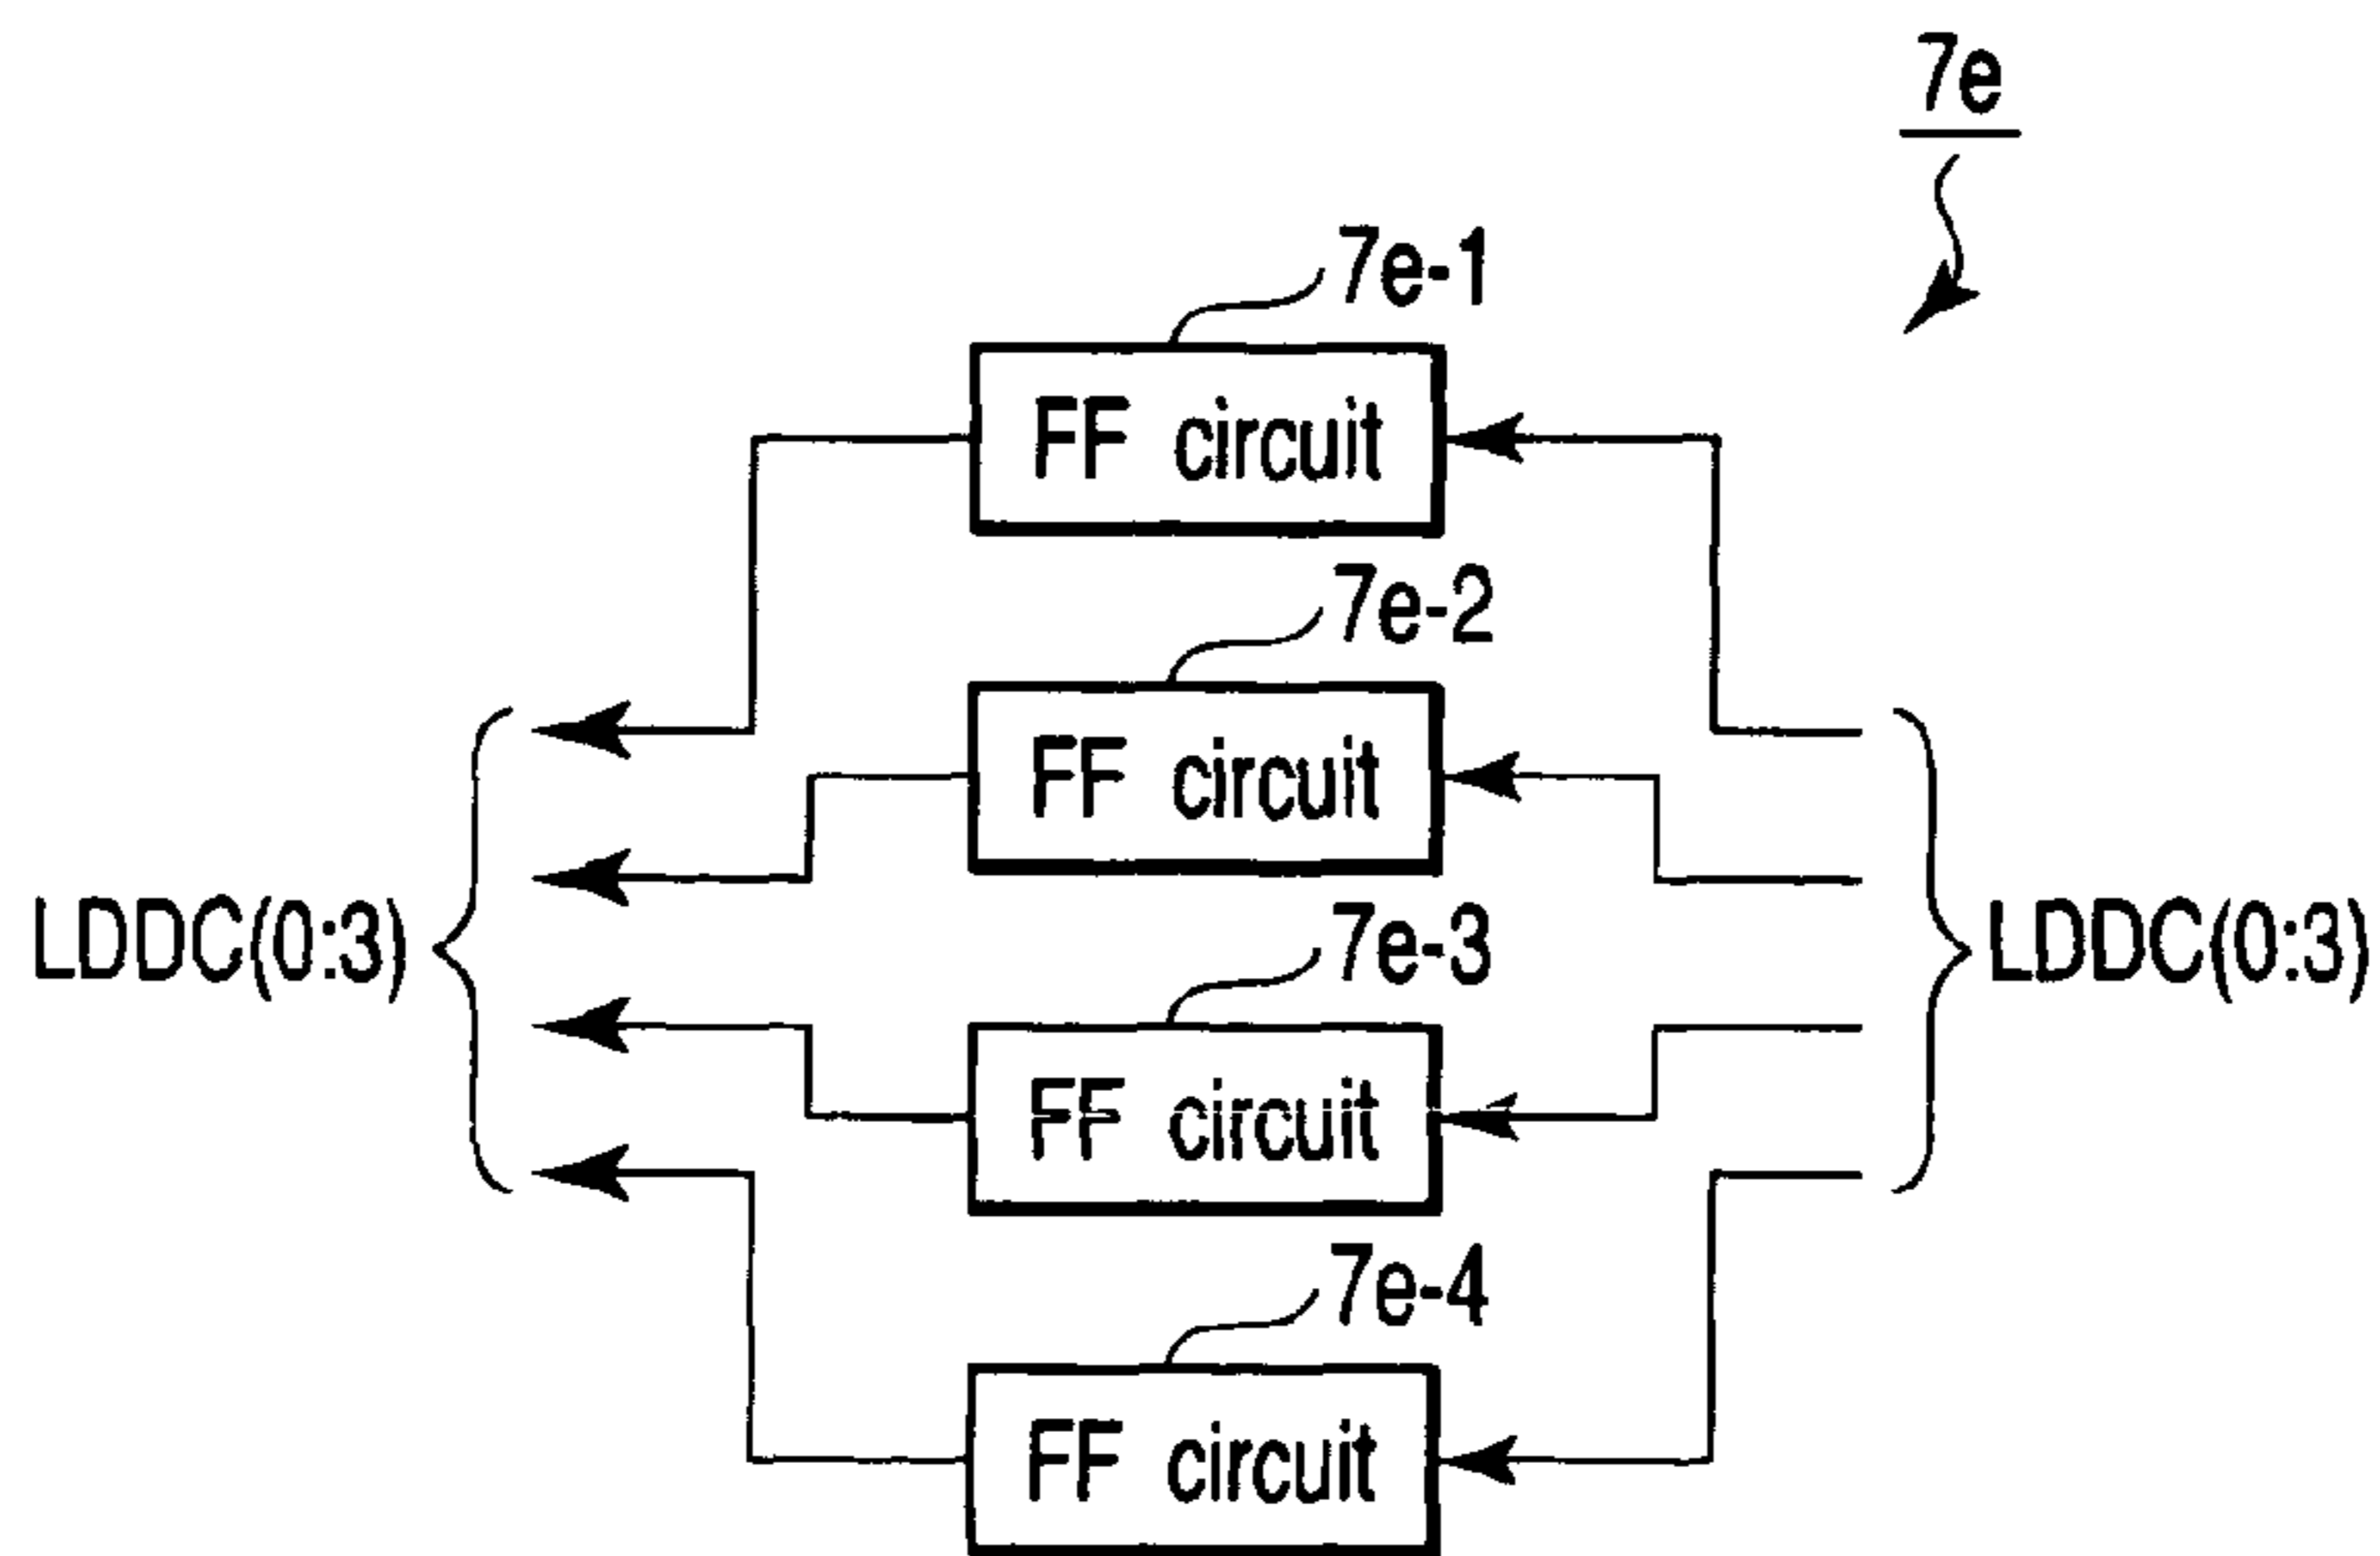 7e
7e-1
FF circuit
7e-2
FF circuit
LDDC(0:3)
LDDC(0:3)
7e-3
FF circuit
7e-4
FF circuit